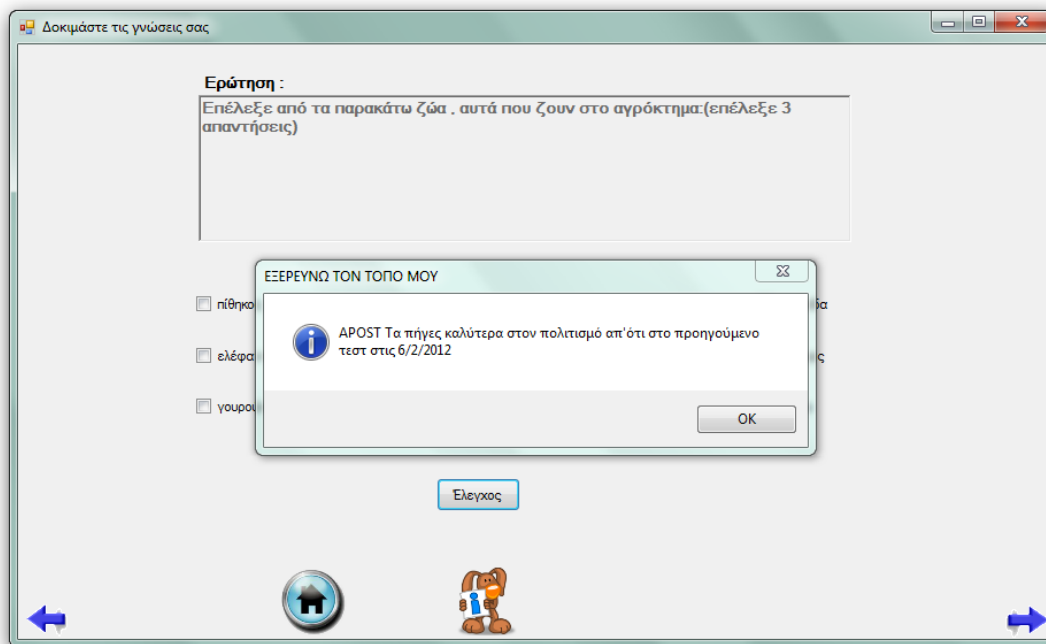 Δοκιμάστε τις γνώσεις σας
Ερώτηση :
Επέλεξε από τα παρακάτω ζώα , αυτά που ζουν στο αγρόκτημα:(επέλεξε 3
απαντήσεις)
ΕΞΕΡΕΥΝΩ ΤΟΝ ΤΟΠΟ ΜΟΥ
APOST Τα πήγες καλύτερα στον πολιτισμό απ'ότι στο προηγούμενο
τεστ στις 6/2/2012
OK
Έλεγχος